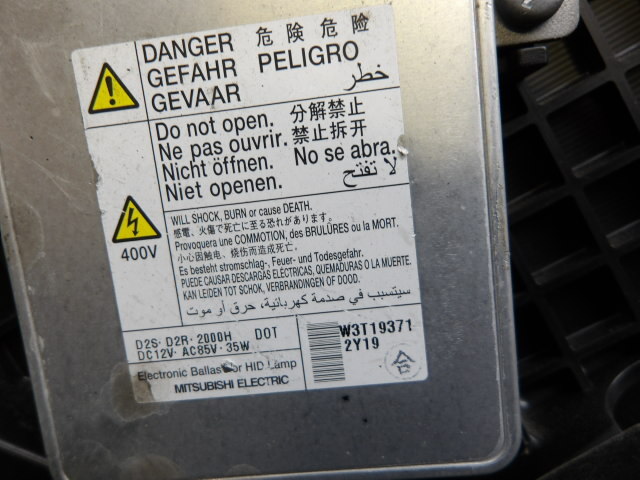 DANGER 危険 危险
GEFAHR PELIGRO
GEVAAR خطر
Do not open. 分解禁止
Ne pas ouvrir. 禁止拆开
Nicht öffnen. No se abra.
Niet openen. لا تفتح
400V
WILL SHOCK, BURN or cause DEATH.
感電、火傷で死亡に至る恐れがあります。
Provoquera une COMMOTION, des BRULÛRES ou la MORT.
小心因触电、烧伤而造成死亡。
Es besteht stromschlag-, Feuer- und Todesgefahr.
PUEDE CAUSAR DESCARGAS ELÉCTRICAS, QUEMADURAS O LA MUERTE.
KAN LEIDEN TOT SCHOK, VERBRANDINGEN OF DOOD.
سيتسبب في صدمة كهربائية، حرق أو موت
D2S· D2R· 2000H DOT
DC12V· AC85V· 35W
W3T19371
2Y19
合
Electronic Ballast for HID Lamp
MITSUBISHI ELECTRIC